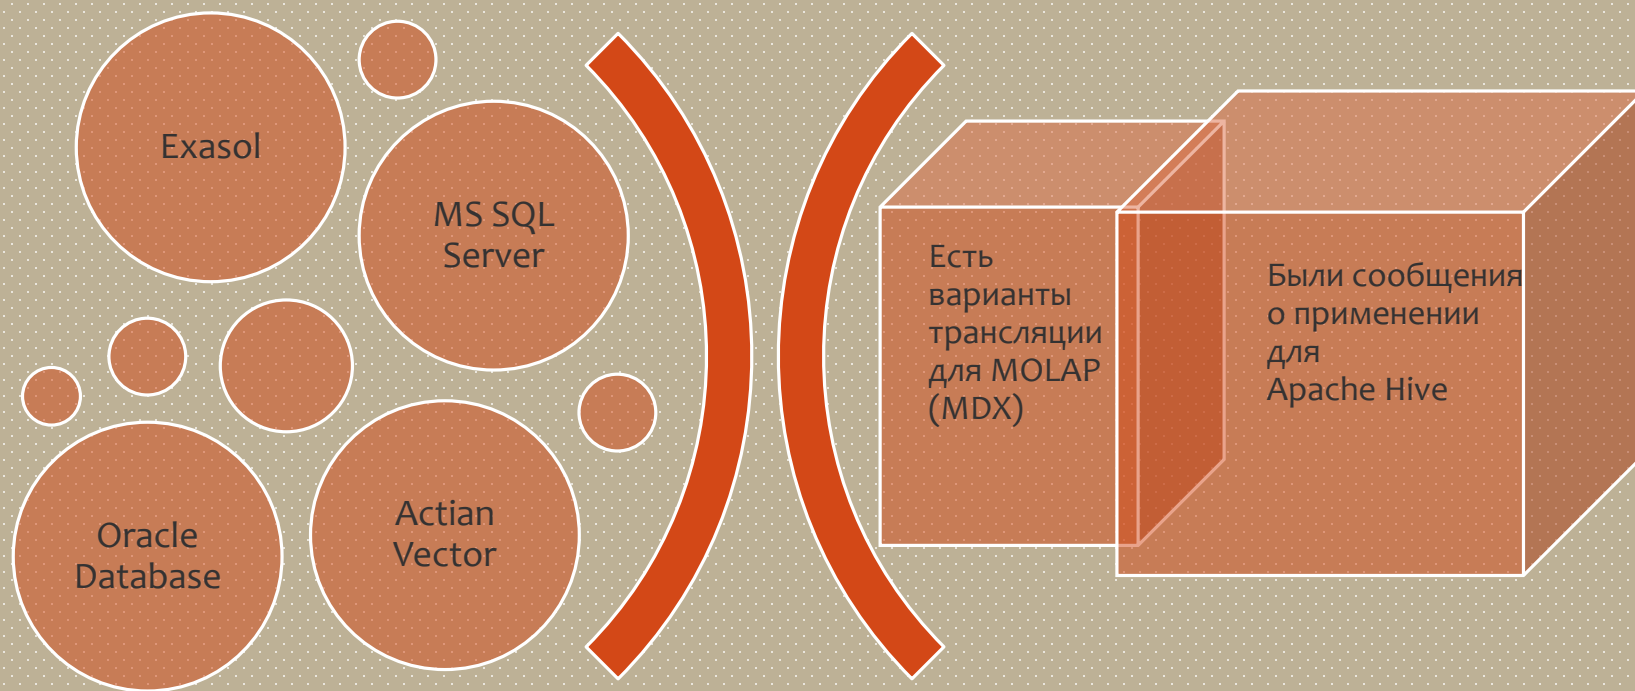 Exasol
MS SQL
Server
Oracle
Database
Actian
Vector
Есть
варианты
трансляции
для MOLAP
(MDX)
Были сообщения
о применении
для
Apache Hive